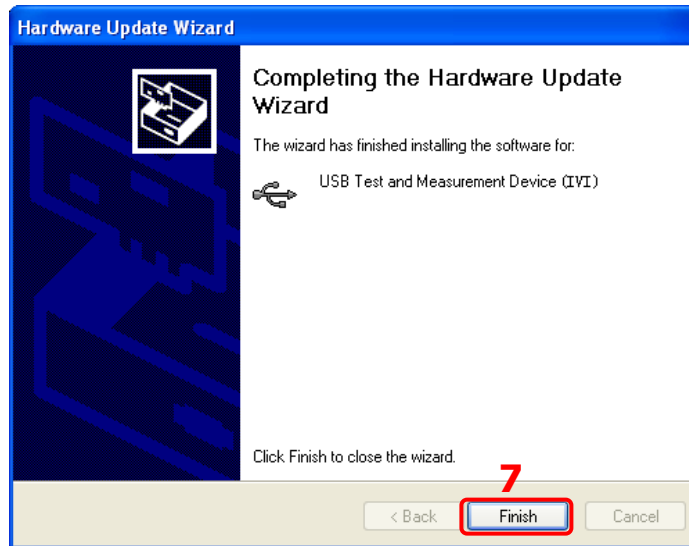 Hardware Update Wizard
Completing the Hardware Update
Wizard
The wizard has finished installing the software for:
USB Test and Measurement Device (IVI)
Click Finish to close the wizard.
7
< Back
Finish
Cancel